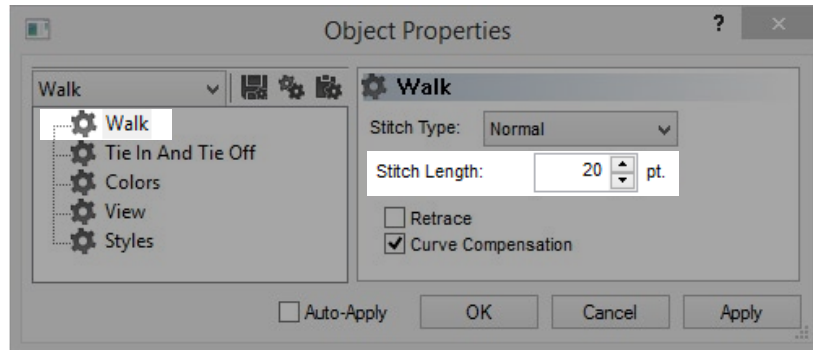 Object Properties
?
Walk
Walk
Tie In And Tie Off
Colors
View
Styles
Walk
Stitch Type: Normal
Stitch Length: 20 pt.
Retrace
Curve Compensation
Auto-Apply OK Cancel Apply